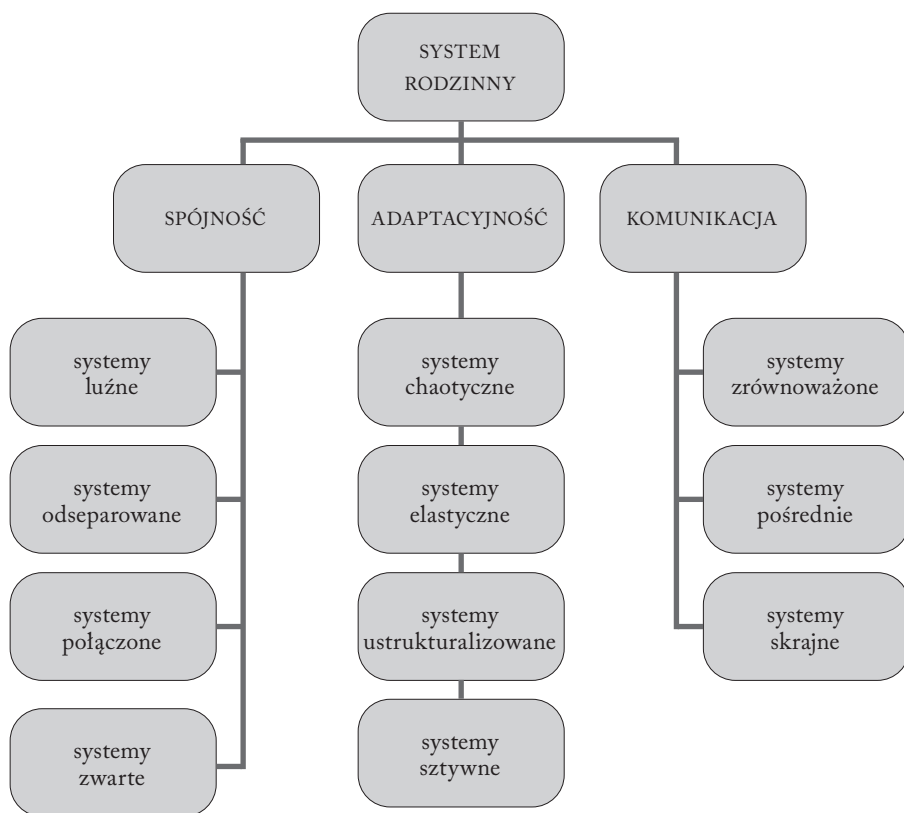 SYSTEM
RODZINNY
SPÓJNOŚĆ
ADAPTACYJNOŚĆ
KOMUNIKACJA
systemy
luźne
systemy
odseparowane
systemy
połączone
systemy
zwarte
systemy
chaotyczne
systemy
elastyczne
systemy
ustrukturalizowane
systemy
sztywne
systemy
zrównoważone
systemy
pośrednie
systemy
skrajne